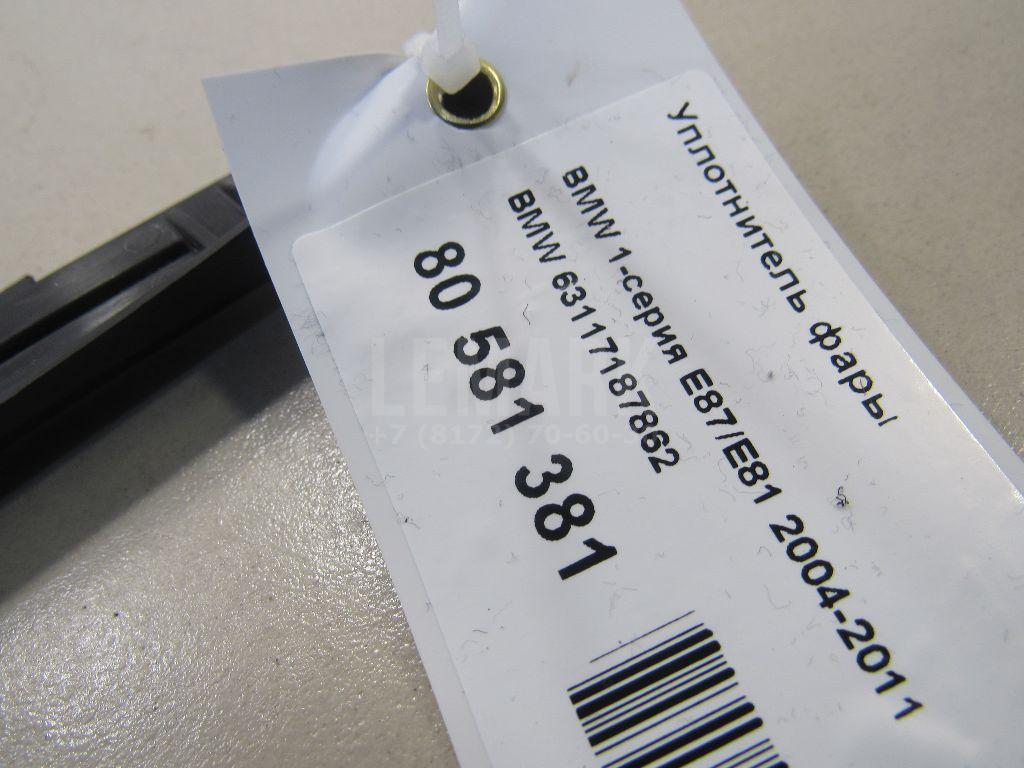 Уплотнитель фары
BMW 1-серия E87/E81 2004-2011
BMW 63117187862
80 581 381